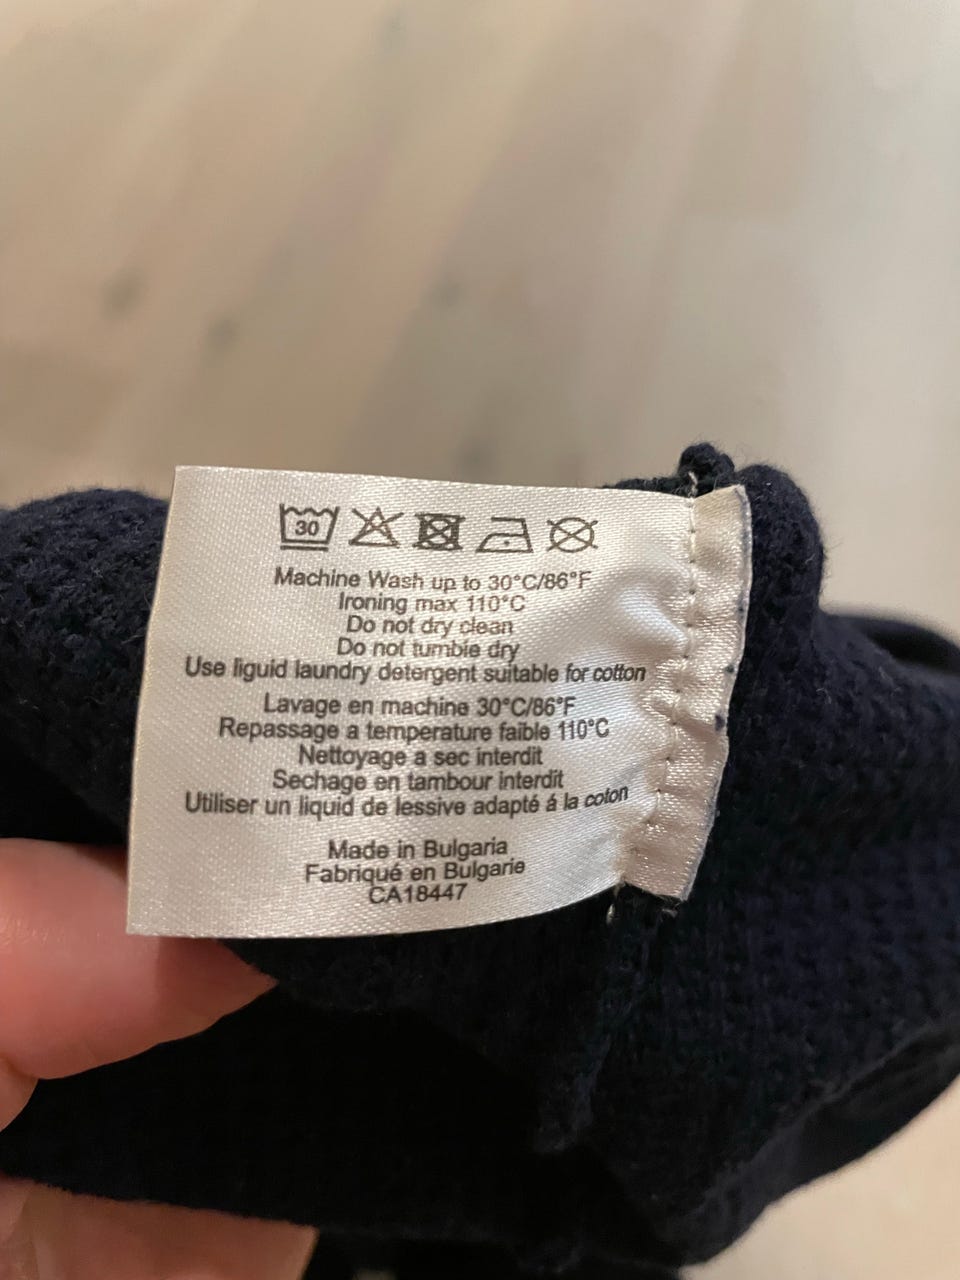 30
Machine Wash up to 30°C/86°F
Ironing max 110°C
Do not dry clean
Do not tumble dry
Use liguid laundry detergent suitable for cotton
Lavage en machine 30°C/86°F
Repassage a temperature faible 110°C
Nettoyage a sec interdit
Sechage en tambour interdit
Utiliser un liquid de lessive adapté á la coton
Made in Bulgaria
Fabriqué en Bulgarie
CA18447